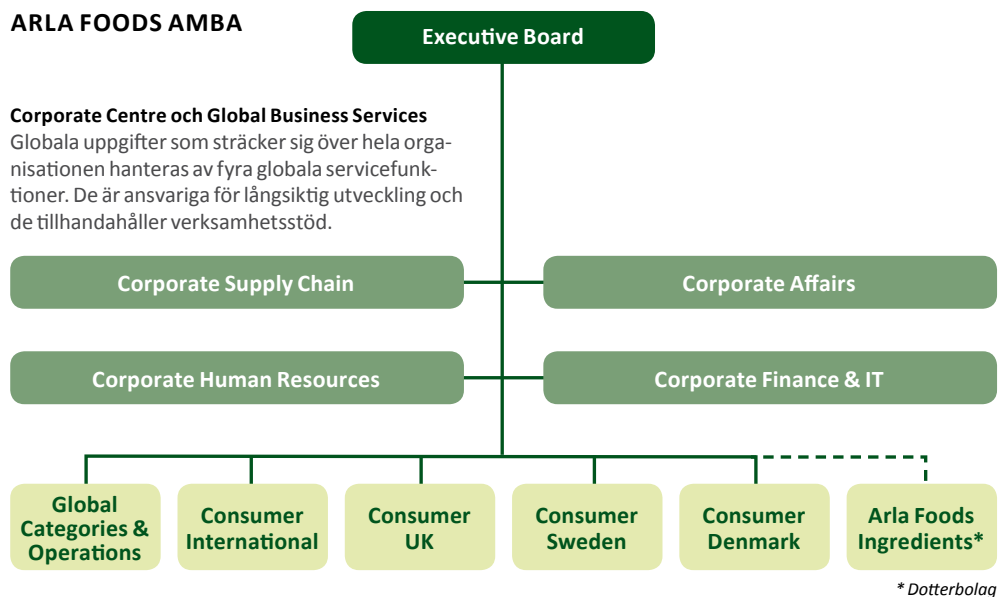 ARLA FOODS AMBA
Executive Board
Corporate Centre och Global Business Services
Globala uppgifter som sträcker sig över hela orga-
nisationen hanteras av fyra globala servicefunk-
tioner. De är ansvariga för långsiktig utveckling och
de tillhandahåller verksamhetsstöd.
Corporate Supply Chain
Corporate Affairs
Corporate Human Resources
Corporate Finance & IT
Global
Categories &
Operations
Consumer
International
Consumer
UK
Consumer
Sweden
Consumer
Denmark
Arla Foods
Ingredients*
* Dotterbolag